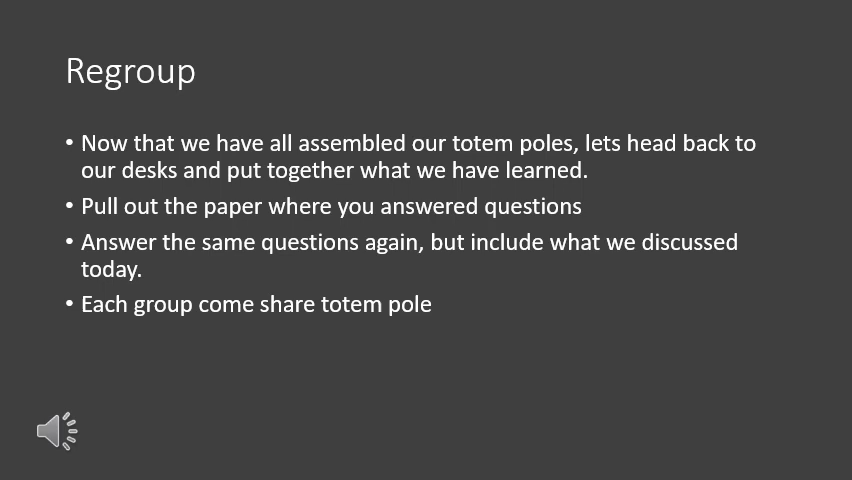 Regroup
• Now that we have all assembled our totem poles, lets head back to
our desks and put together what we have learned.
• Pull out the paper where you answered questions
• Answer the same questions again, but include what we discussed
today.
• Each group come share totem pole